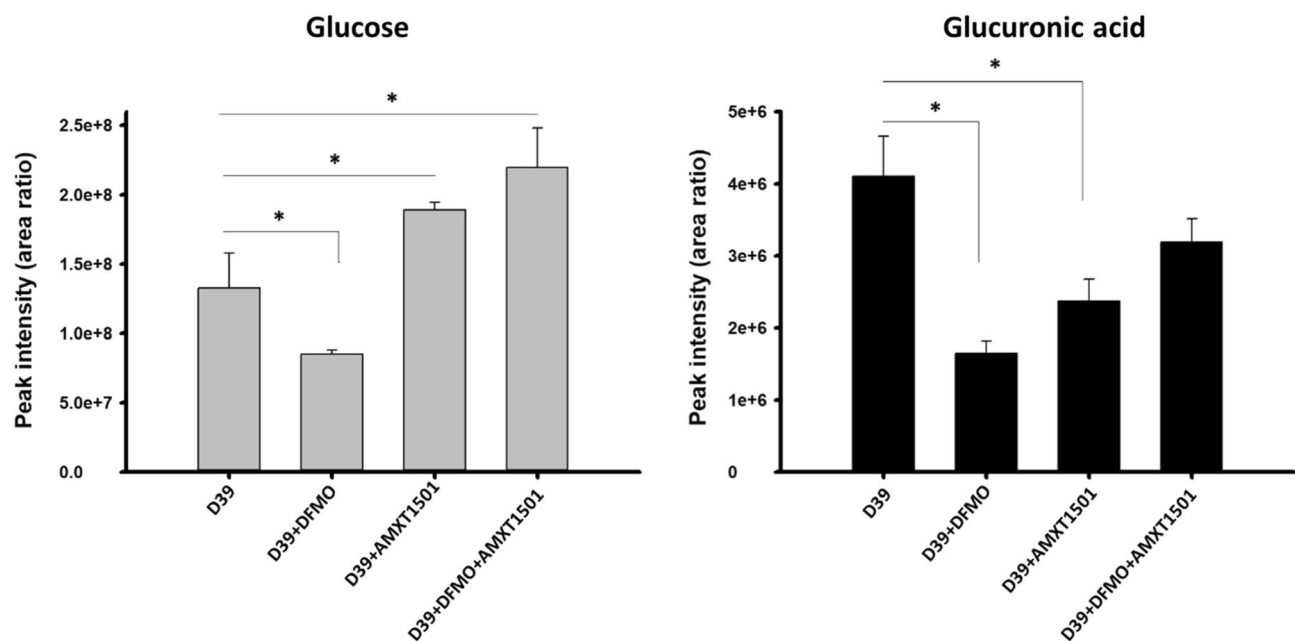 Glucose
Glucuronic acid
*
*
*
Peak intensity (area ratio)
2.5e+8
2.0e+8
1.5e+8
1.0e+8
5.0e+7
0.0
D39
D39+DFMO
D39+AMXT1501
D39+DFMO+AMXT1501
*
*
Peak intensity (area ratio)
5e+6
4e+6
3e+6
2e+6
1e+6
0
D39
D39+DFMO
D39+AMXT1501
D39+DFMO+AMXT1501